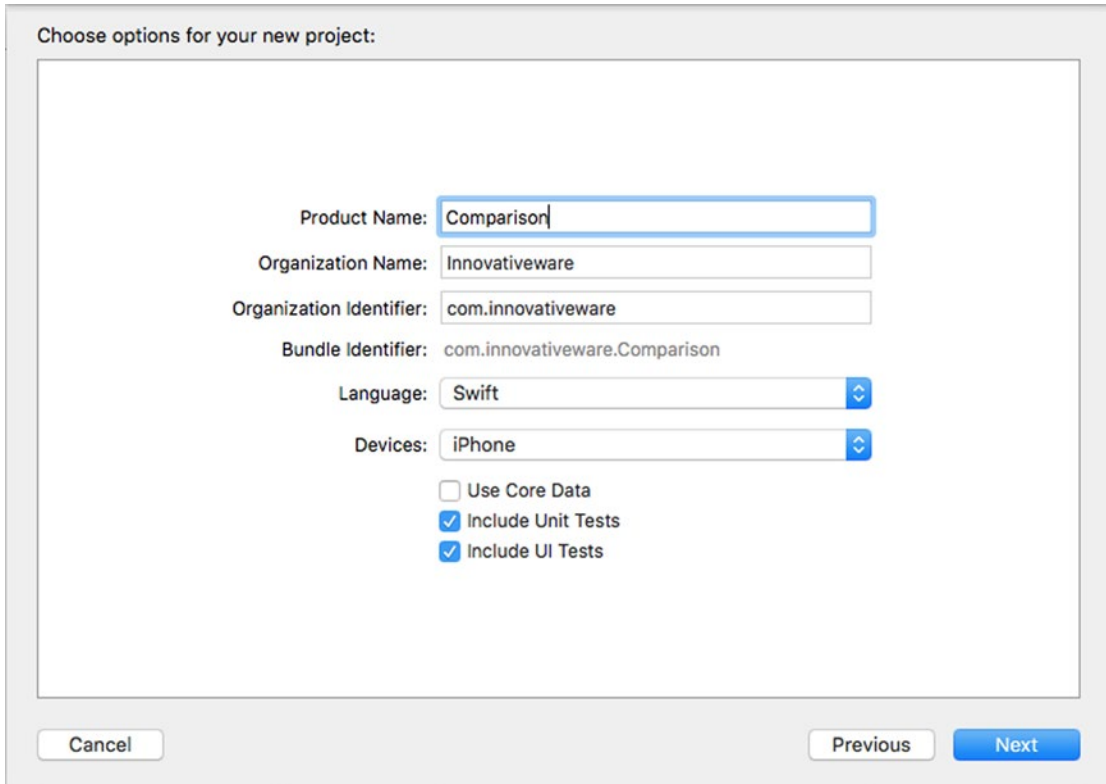 Choose options for your new project:
Product Name: Comparison
Organization Name: Innovativeware
Organization Identifier: com.innovativeware
Bundle Identifier: com.innovativeware.Comparison
Language: Swift
Devices: iPhone
Use Core Data
Include Unit Tests
Include UI Tests
Cancel Previous Next